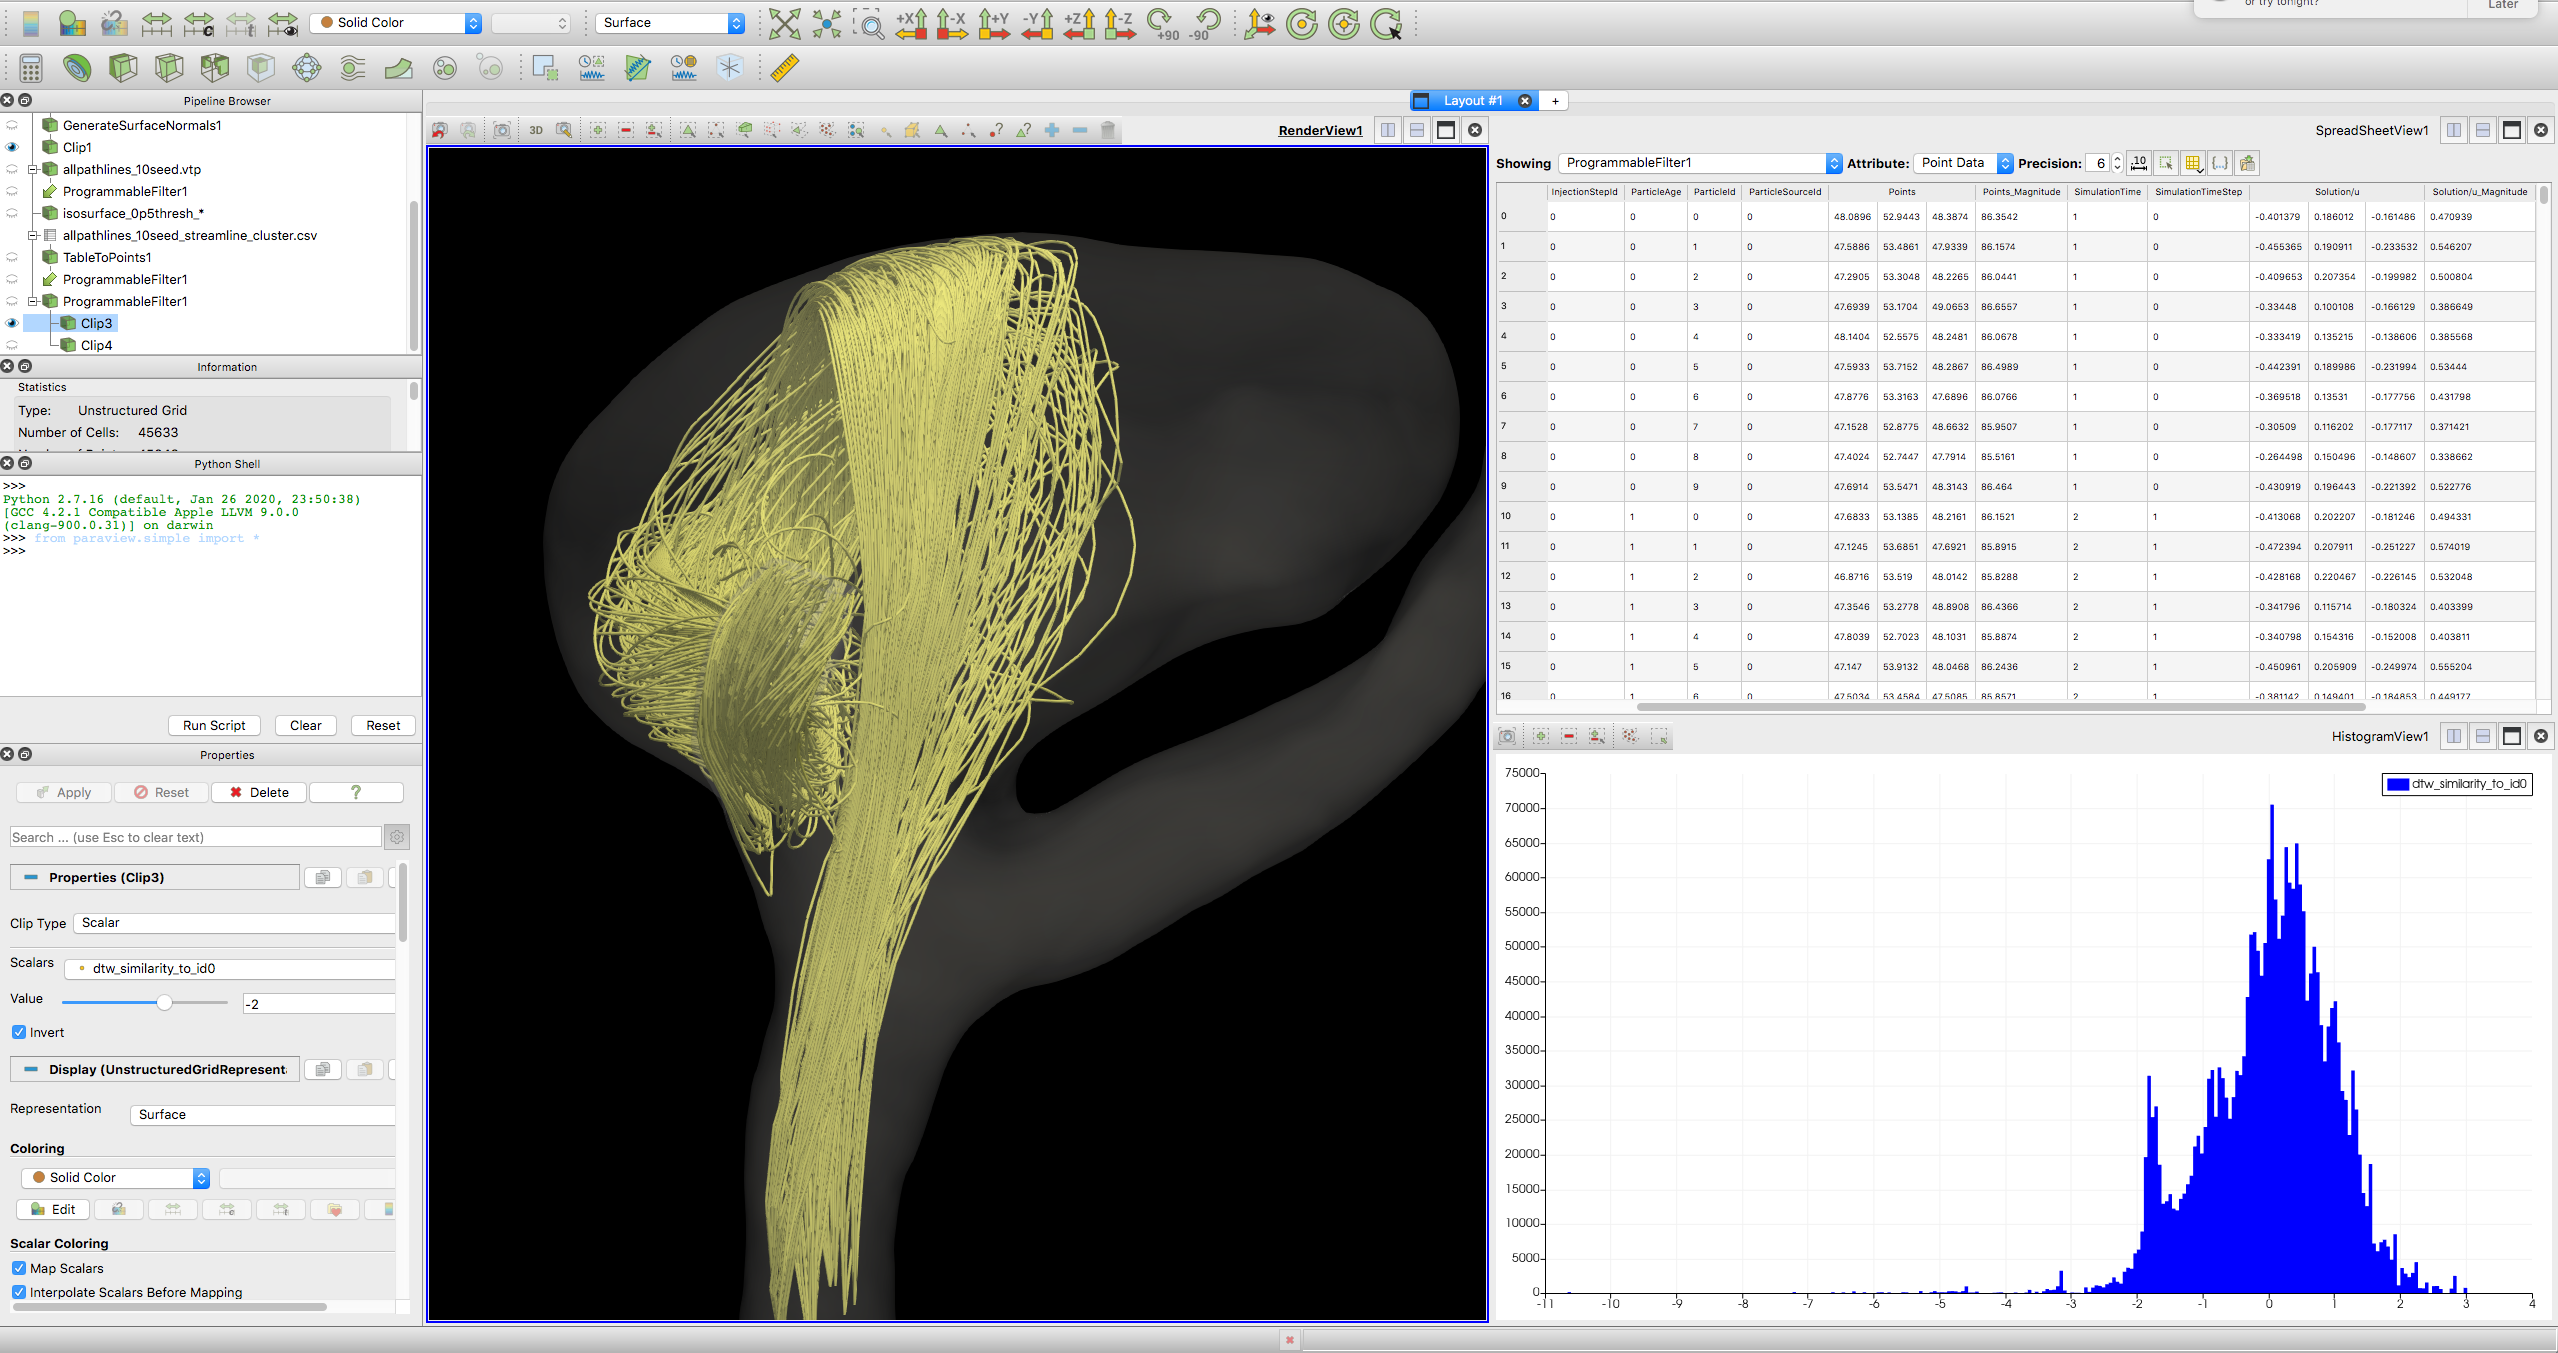 or try tonight?
Later
Solid Color
Surface
+X
-X
+Y
-Y
+Z
-Z
+90
-90
Pipeline Browser
GenerateSurfaceNormals1
Clip1
allpathlines_10seed.vtp
ProgrammableFilter1
isosurface_0p5thresh_*
allpathlines_10seed_streamline_cluster.csv
TableToPoints1
ProgrammableFilter1
ProgrammableFilter1
Clip3
Clip4
Information
Statistics
Type: Unstructured Grid
Number of Cells: 45633
Python Shell
>>>
Python 2.7.16 (default, Jan 26 2020, 23:50:38)
[GCC 4.2.1 Compatible Apple LLVM 9.0.0
(clang-900.0.31)] on darwin
>>> from paraview.simple import *
>>>
Run Script Clear Reset
Properties
Apply Reset Delete ?
Search ... (use Esc to clear text)
Properties (Clip3)
Clip Type Scalar
Scalars dtw_similarity_to_id0
Value -2
Invert
Display (UnstructuredGridRepresent
Representation Surface
Coloring
Solid Color
Edit
Scalar Coloring
Map Scalars
Interpolate Scalars Before Mapping
Layout #1 +
3D
RenderView1
SpreadSheetView1
Showing ProgrammableFilter1 Attribute: Point Data Precision: 6
InjectionStepId ParticleAge ParticleId ParticleSourceId Points Points_Magnitude SimulationTime SimulationTimeStep Solution/u Solution/u_Magnitude
0 0 0 0 0 48.0896 52.9443 48.3874 86.3542 1 0 -0.401379 0.186012 -0.161486 0.470939
1 0 0 1 0 47.5886 53.4861 47.9339 86.1574 1 0 -0.455365 0.190911 -0.233532 0.546207
2 0 0 2 0 47.2905 53.3048 48.2265 86.0441 1 0 -0.409653 0.207354 -0.199982 0.500804
3 0 0 3 0 47.6939 53.1704 49.0653 86.6557 1 0 -0.33448 0.100108 -0.166129 0.386649
4 0 0 4 0 48.1404 52.5575 48.2481 86.0678 1 0 -0.333419 0.135215 -0.138606 0.385568
5 0 0 5 0 47.5933 53.7152 48.2867 86.4989 1 0 -0.442391 0.189986 -0.231994 0.53444
6 0 0 6 0 47.8776 53.3163 47.6896 86.0766 1 0 -0.369518 0.13531 -0.177756 0.431798
7 0 0 7 0 47.1528 52.8775 48.6632 85.9507 1 0 -0.30509 0.116202 -0.177117 0.371421
8 0 0 8 0 47.4024 52.7447 47.7914 85.5161 1 0 -0.264498 0.150496 -0.148607 0.338662
9 0 0 9 0 47.6914 53.5471 48.3143 86.464 1 0 -0.430919 0.196443 -0.221392 0.522776
10 0 1 0 0 47.6833 53.1385 48.2161 86.1521 2 1 -0.413068 0.202207 -0.181246 0.494331
11 0 1 1 0 47.1245 53.6851 47.6921 85.8915 2 1 -0.472394 0.207911 -0.251227 0.574019
12 0 1 2 0 46.8716 53.519 48.0142 85.8288 2 1 -0.428168 0.220467 -0.226145 0.532048
13 0 1 3 0 47.3546 53.2778 48.8908 86.4366 2 1 -0.341796 0.115714 -0.180324 0.403399
14 0 1 4 0 47.8039 52.7023 48.1031 85.8874 2 1 -0.340798 0.154316 -0.152008 0.403811
15 0 1 5 0 47.147 53.9132 48.0468 86.2436 2 1 -0.450961 0.205909 -0.249974 0.555204
16 0 1 6 0 47.5034 53.4584 47.5085 85.8571 2 1 -0.381142 0.149401 -0.184853 0.449177
HistogramView1
dtw_similarity_to_id0
75000
70000
65000
60000
55000
50000
45000
40000
35000
30000
25000
20000
15000
10000
5000
0
-11 -10 -9 -8 -7 -6 -5 -4 -3 -2 -1 0 1 2 3 4